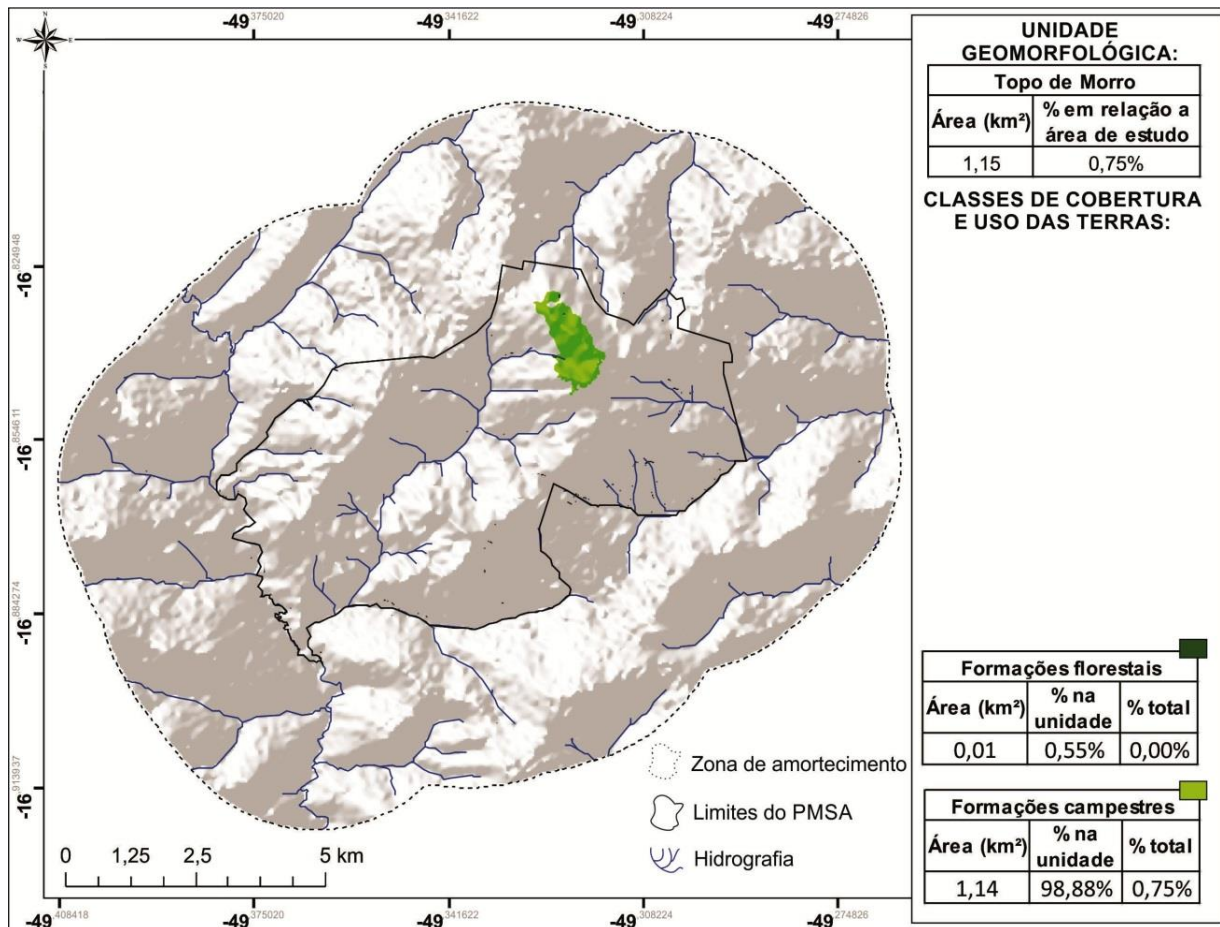 -49,375020 -49,341622 -49,308224 -49,274826
N
W E
S
-16,824948
-16,854611
-16,884274
-16,913937
Zona de amortecimento
Limites do PMSA
Hidrografia
0 1,25 2,5 5 km
-49,408418 -49,375020 -49,341622 -49,308224 -49,274826
UNIDADE
GEOMORFOLÓGICA:
Topo de Morro
Área (km²) % em relação a
área de estudo
1,15 0,75%
CLASSES DE COBERTURA
E USO DAS TERRAS:
Formações florestais
Área (km²) % na
unidade % total
0,01 0,55% 0,00%
Formações campestres
Área (km²) % na
unidade % total
1,14 98,88% 0,75%